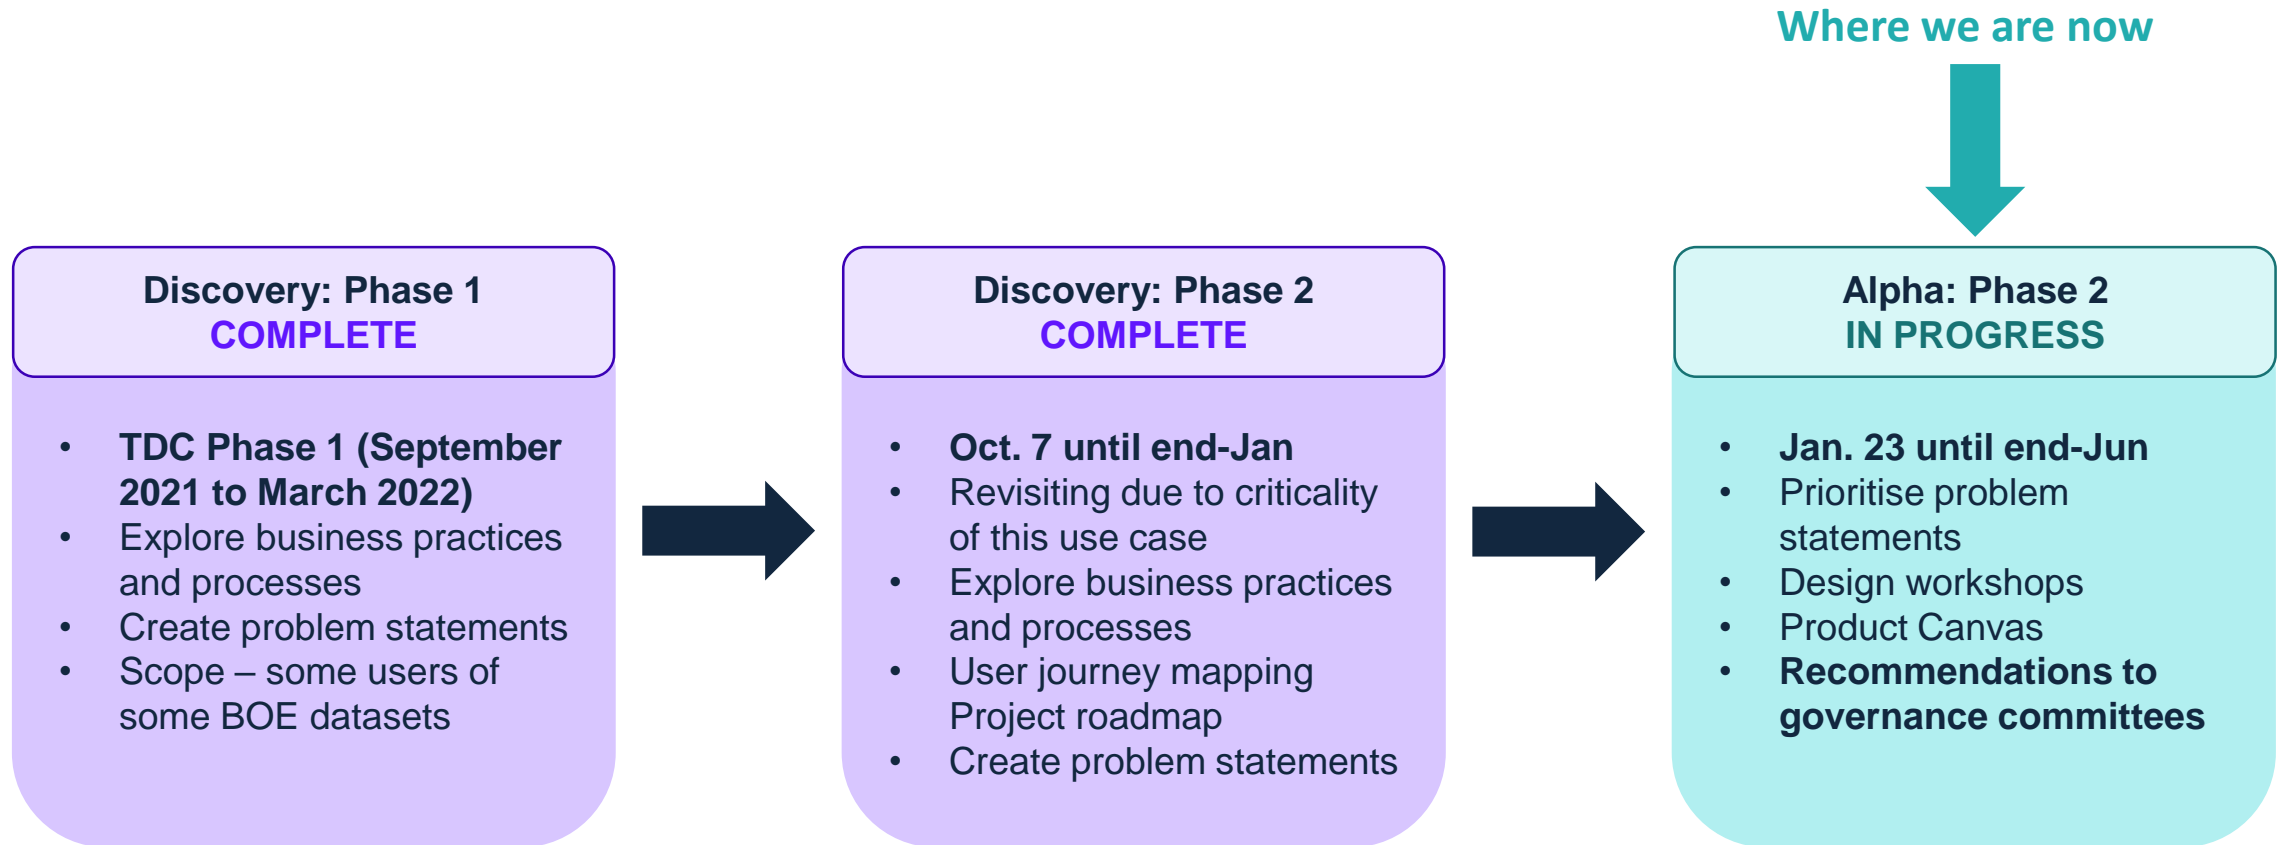 Where we are now
Discovery: Phase 1
COMPLETE
• TDC Phase 1 (September
2021 to March 2022)
• Explore business practices
and processes
• Create problem statements
• Scope – some users of
some BOE datasets
Discovery: Phase 2
COMPLETE
• Oct. 7 until end-Jan
• Revisiting due to criticality
of this use case
• Explore business practices
and processes
• User journey mapping
Project roadmap
• Create problem statements
Alpha: Phase 2
IN PROGRESS
• Jan. 23 until end-Jun
• Prioritise problem
statements
• Design workshops
• Product Canvas
• Recommendations to
governance committees